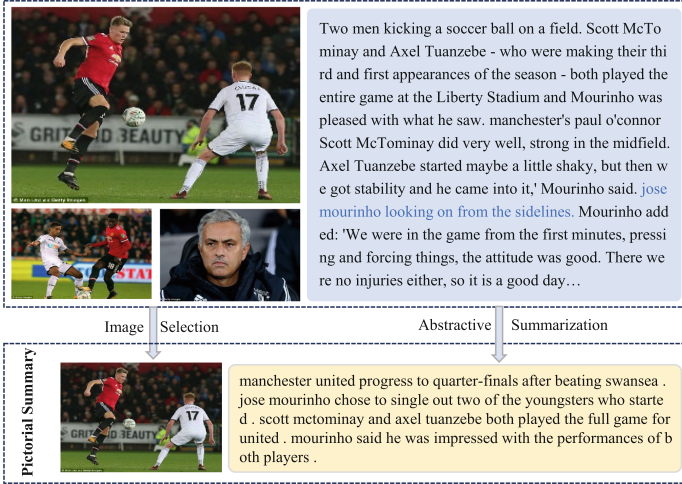 17
GRITTED BEAUTY
Two men kicking a soccer ball on a field. Scott McTo
minay and Axel Tuanzebe - who were making their thi
rd and first appearances of the season - both played the
entire game at the Liberty Stadium and Mourinho was
pleased with what he saw. manchester's paul o'connor
Scott McTominay did very well, strong in the midfield.
Axel Tuanzebe started maybe a little shaky, but then w
e got stability and he came into it,' Mourinho said. jose
mourinho looking on from the sidelines. Mourinho add
ed: 'We were in the game from the first minutes, pressi
ng and forcing things, the attitude was good. There we
re no injuries either, so it is a good day…
Image Selection
Abstractive Summarization
Pictorial Summary
17
manchester united progress to quarter-finals after beating swansea .
jose mourinho chose to single out two of the youngsters who starte
d . scott mctominay and axel tuanzebe both played the full game for
united . mourinho said he was impressed with the performances of b
oth players .